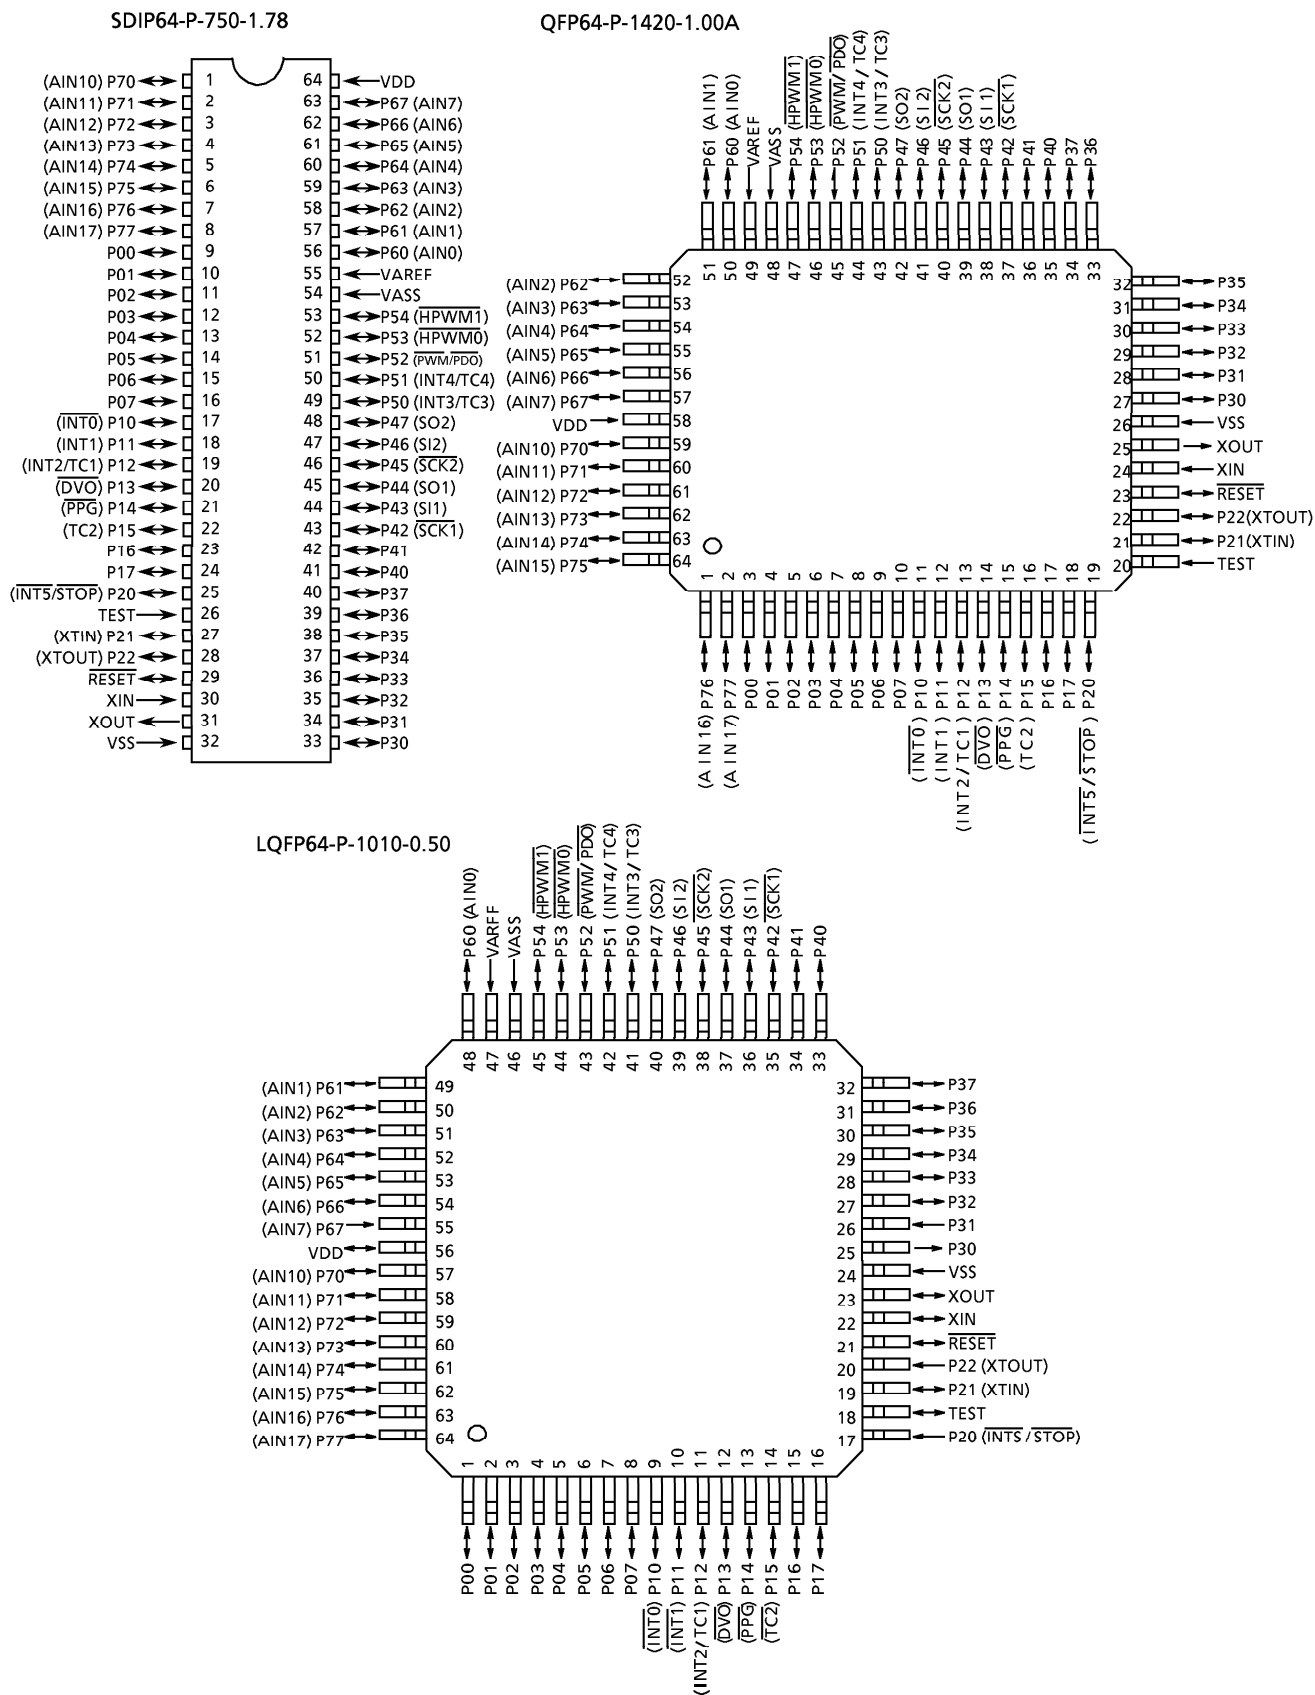 SDIP64-P-750-1.78
(AIN10) P70 1 64 VDD
(AIN11) P71 2 63 P67 (AIN7)
(AIN12) P72 3 62 P66 (AIN6)
(AIN13) P73 4 61 P65 (AIN5)
(AIN14) P74 5 60 P64 (AIN4)
(AIN15) P75 6 59 P63 (AIN3)
(AIN16) P76 7 58 P62 (AIN2)
(AIN17) P77 8 57 P61 (AIN1)
P00 9 56 P60 (AIN0)
P01 10 55 VAREF
P02 11 54 VASS
P03 12 53 P54 (HPWM1)
P04 13 52 P53 (HPWM0)
P05 14 51 P52 (PWM/PDO)
P06 15 50 P51 (INT4/TC4)
P07 16 49 P50 (INT3/TC3)
(INT0) P10 17 48 P47 (SO2)
(INT1) P11 18 47 P46 (SI2)
(INT2/TC1) P12 19 46 P45 (SCK2)
(DVO) P13 20 45 P44 (SO1)
(PPG) P14 21 44 P43 (SI1)
(TC2) P15 22 43 P42 (SCK1)
P16 23 42 P41
P17 24 41 P40
(INT5/STOP) P20 25 40 P37
TEST 26 39 P36
(XTIN) P21 27 38 P35
(XTOUT) P22 28 37 P34
RESET 29 36 P33
XIN 30 35 P32
XOUT 31 34 P31
VSS 32 33 P30
QFP64-P-1420-1.00A
P61 (AIN1) 51
P60 (AIN0) 50
VAREF 49
VASS 48
P54 (HPWM1) 47
P53 (HPWM0) 46
P52 (PWM/PDO) 45
P51 (INT4/TC4) 44
P50 (INT3/TC3) 43
P47 (SO2) 42
P46 (SI2) 41
P45 (SCK2) 40
P44 (SO1) 39
P43 (SI1) 38
P42 (SCK1) 37
P41 36
P40 35
P37 34
P36 33
(AIN2) P62 52
(AIN3) P63 53
(AIN4) P64 54
(AIN5) P65 55
(AIN6) P66 56
(AIN7) P67 57
VDD 58
(AIN10) P70 59
(AIN11) P71 60
(AIN12) P72 61
(AIN13) P73 62
(AIN14) P74 63
(AIN15) P75 64
32 P35
31 P34
30 P33
29 P32
28 P31
27 P30
26 VSS
25 XOUT
24 XIN
23 RESET
22 P22(XTOUT)
21 P21(XTIN)
20 TEST
1 (AIN16) P76
2 (AIN17) P77
3 P00
4 P01
5 P02
6 P03
7 P04
8 P05
9 P06
10 P07
11 (INT0) P10
12 (INT1) P11
13 (INT2/TC1) P12
14 (DVO) P13
15 (PPG) P14
16 (TC2) P15
17 P16
18 P17
19 (INT5/STOP) P20
LQFP64-P-1010-0.50
P60 (AIN0) 48
VARFF 47
VASS 46
P54 (HPWM1) 45
P53 (HPWM0) 44
P52 (PWM/PDO) 43
P51 (INT4/TC4) 42
P50 (INT3/TC3) 41
P47 (SO2) 40
P46 (SI2) 39
P45 (SCK2) 38
P44 (SO1) 37
P43 (SI1) 36
P42 (SCK1) 35
P41 34
P40 33
(AIN1) P61 49
(AIN2) P62 50
(AIN3) P63 51
(AIN4) P64 52
(AIN5) P65 53
(AIN6) P66 54
(AIN7) P67 55
VDD 56
(AIN10) P70 57
(AIN11) P71 58
(AIN12) P72 59
(AIN13) P73 60
(AIN14) P74 61
(AIN15) P75 62
(AIN16) P76 63
(AIN17) P77 64
32 P37
31 P36
30 P35
29 P34
28 P33
27 P32
26 P31
25 P30
24 VSS
23 XOUT
22 XIN
21 RESET
20 P22 (XTOUT)
19 P21 (XTIN)
18 TEST
17 P20 (INTS/STOP)
1 P00
2 P01
3 P02
4 P03
5 P04
6 P05
7 P06
8 P07
9 (INT0) P10
10 (INT1) P11
11 (INT2/TC1) P12
12 (DVO) P13
13 (PPG) P14
14 (TC2) P15
15 P16
16 P17